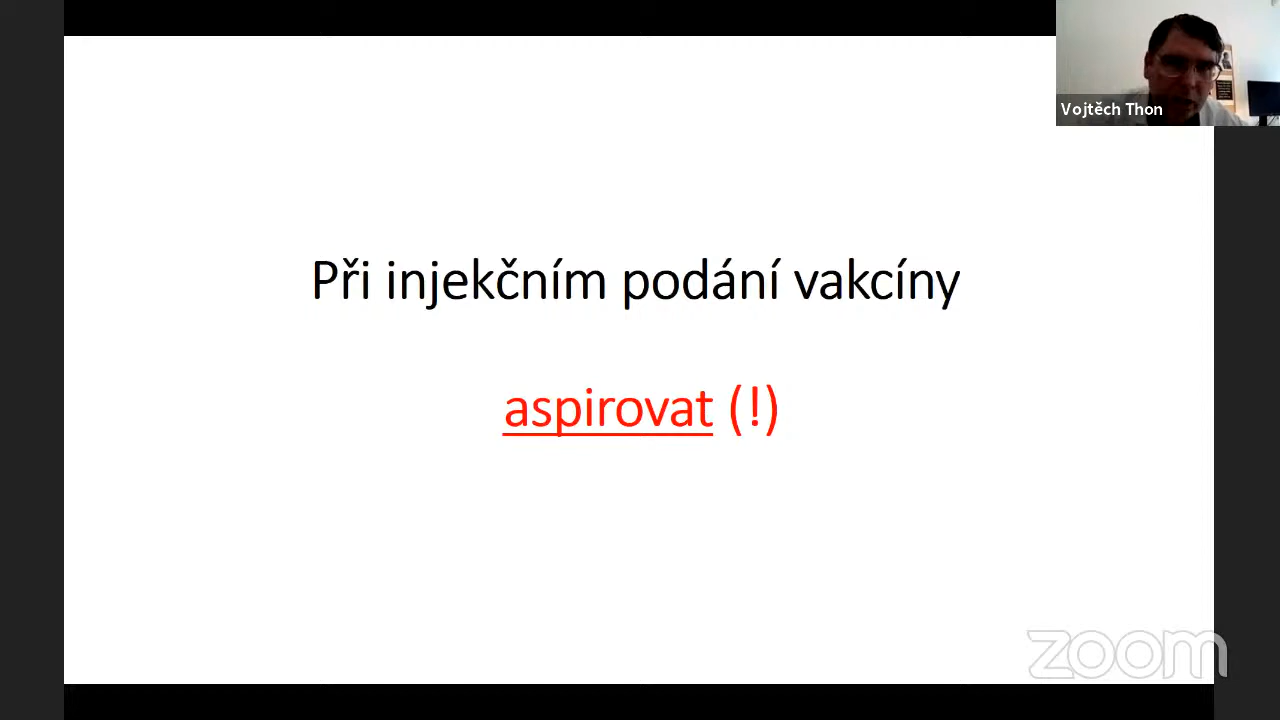 Vojtěch Thon
Při injekčním podání vakcíny
aspirovat (!)
zoom